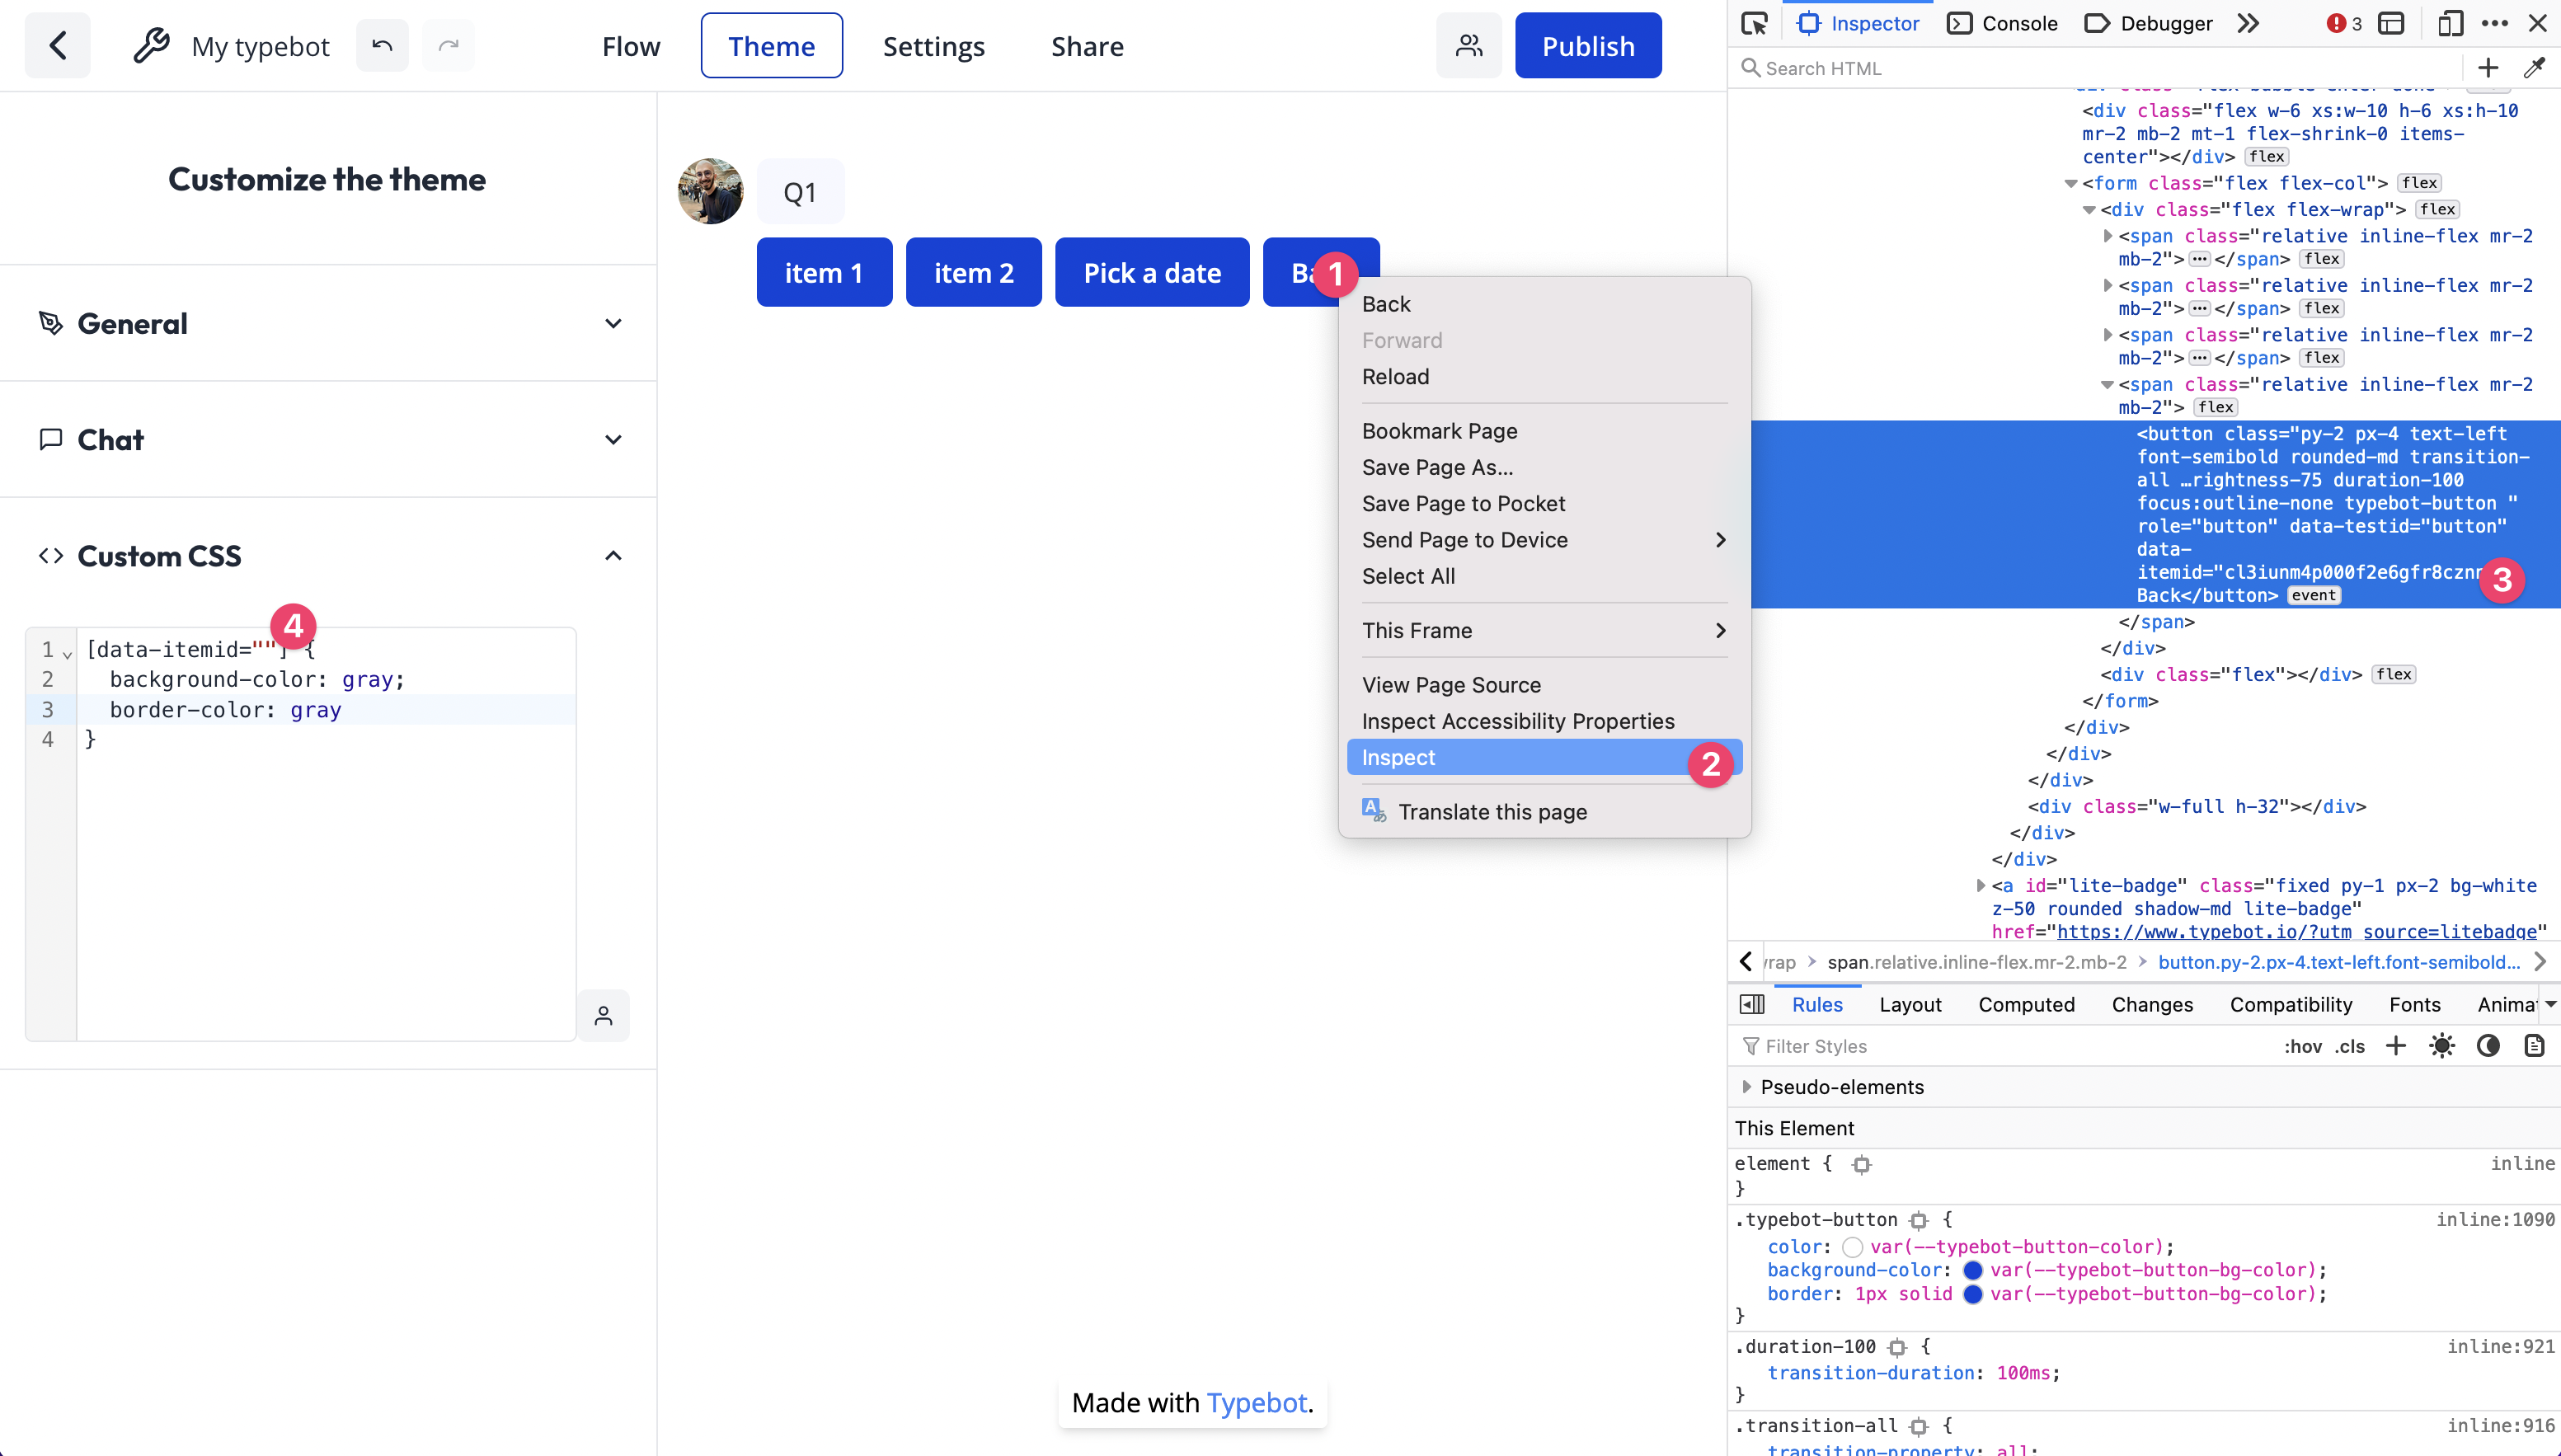 My typebot
Flow
Theme
Settings
Share
Publish
Customize the theme
General
Chat
Custom CSS
4
1 [data-itemid=""] {
2 background-color: gray;
3 border-color: gray
4 }
Q1
item 1
item 2
Pick a date
1
Back
Forward
Reload
Bookmark Page
Save Page As...
Save Page to Pocket
Send Page to Device
Select All
This Frame
View Page Source
Inspect Accessibility Properties
Inspect
2
Translate this page
Made with Typebot.
Inspector
Console
Debugger
3
Search HTML
<div class="flex w-6 xs:w-10 h-6 xs:h-10
mr-2 mb-2 mt-1 flex-shrink-0 items-
center"></div> flex
<form class="flex flex-col"> flex
<div class="flex flex-wrap"> flex
<span class="relative inline-flex mr-2
mb-2">…</span> flex
<span class="relative inline-flex mr-2
mb-2">…</span> flex
<span class="relative inline-flex mr-2
mb-2">…</span> flex
<span class="relative inline-flex mr-2
mb-2"> flex
<button class="py-2 px-4 text-left
font-semibold rounded-md transition-
all …rightness-75 duration-100
focus:outline-none typebot-button "
role="button" data-testid="button"
data-
itemid="cl3iunm4p000f2e6gfr8czn
3
Back</button> event
</span>
</div>
<div class="flex"></div> flex
</form>
</div>
</div>
</div>
<div class="w-full h-32"></div>
</div>
</div>
<a id="lite-badge" class="fixed py-1 px-2 bg-white
z-50 rounded shadow-md lite-badge"
href="https://www.typebot.io/?utm_source=litebadge"
rap > span.relative.inline-flex.mr-2.mb-2 > button.py-2.px-4.text-left.font-semibold...
Rules
Layout
Computed
Changes
Compatibility
Fonts
Anima
Filter Styles
:hov .cls
Pseudo-elements
This Element
element { inline
}
.typebot-button { inline:1090
color: var(--typebot-button-color);
background-color: var(--typebot-button-bg-color);
border: 1px solid var(--typebot-button-bg-color);
}
.duration-100 { inline:921
transition-duration: 100ms;
}
.transition-all { inline:916
transition-property: all;